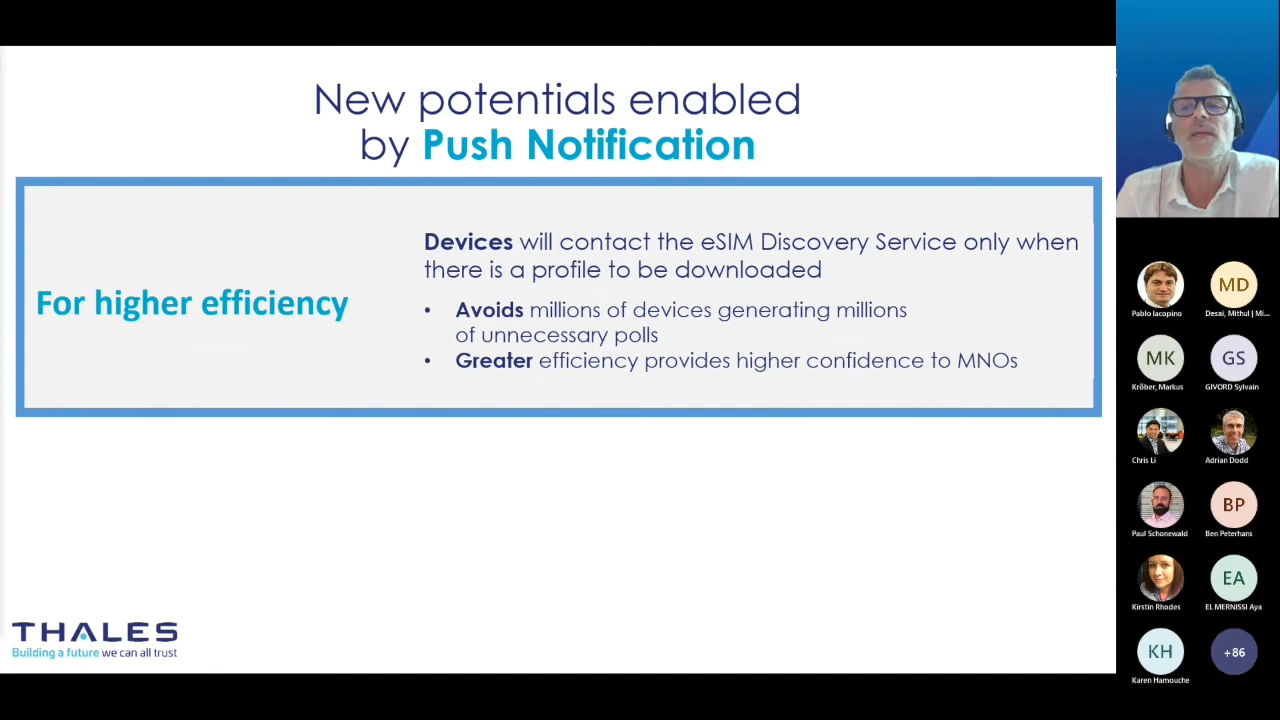 New potentials enabled
by Push Notification
For higher efficiency
Devices will contact the eSIM Discovery Service only when
there is a profile to be downloaded
• Avoids millions of devices generating millions
of unnecessary polls
• Greater efficiency provides higher confidence to MNOs
THALES
Building a future we can all trust
MD
Pablo Iacopino
Desai, Mithul | Mi...
MK
GS
Kröber, Markus
GIVORD Sylvain
Chris Li
Adrian Dodd
BP
Paul Schonewald
Ben Peterhans
EA
Kirstin Rhodes
EL MERNISSI Aya
KH
+86
Karen Hamouche